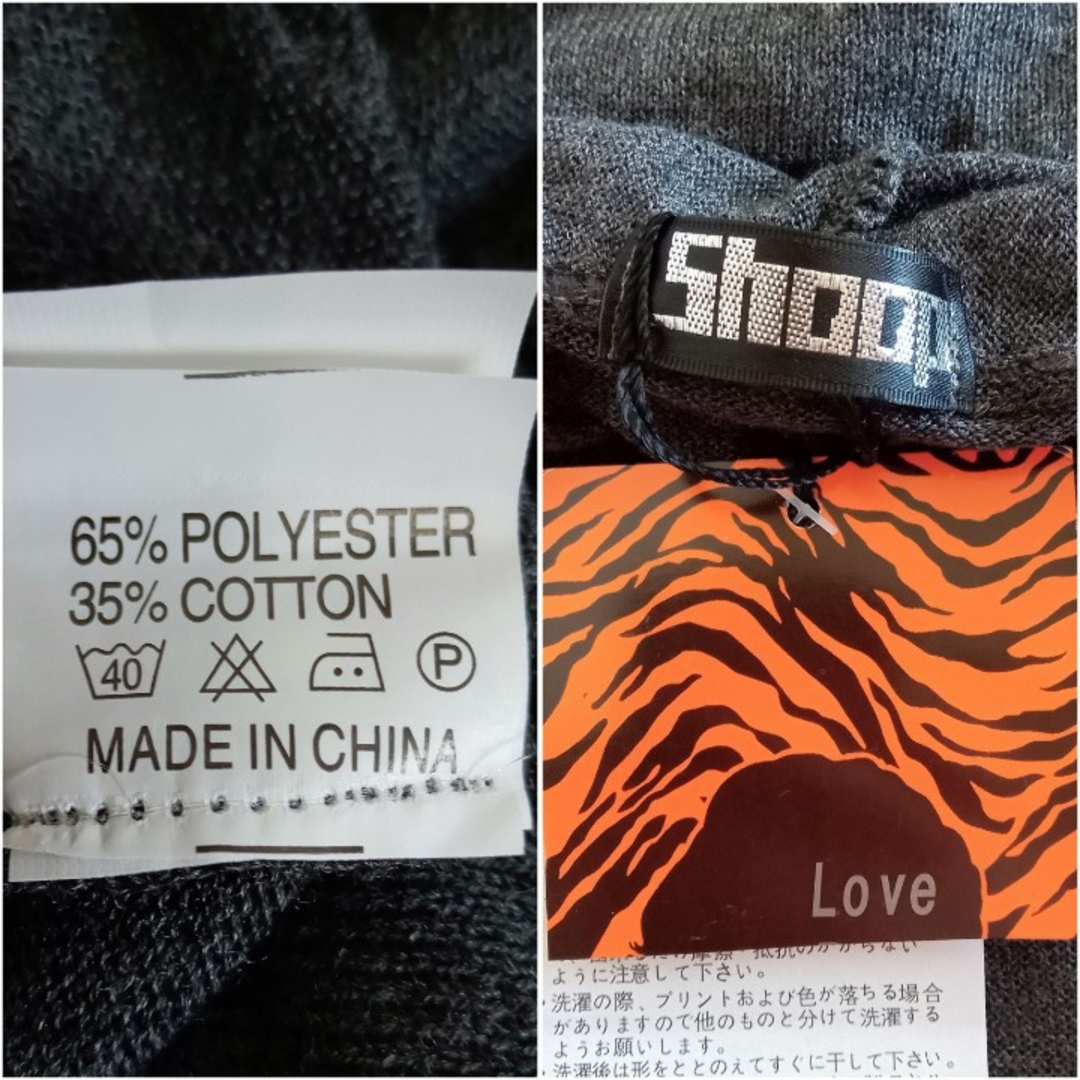 65% POLYESTER
35% COTTON
40
P
MADE IN CHINA
shoop
Love
ように注意して下さい。
・洗濯の際、プリントおよび色が落ちる場合
がありますので他のものと分けて洗濯する
ようお願いします。
・洗濯後は形をととのえてすぐに干して下さい。